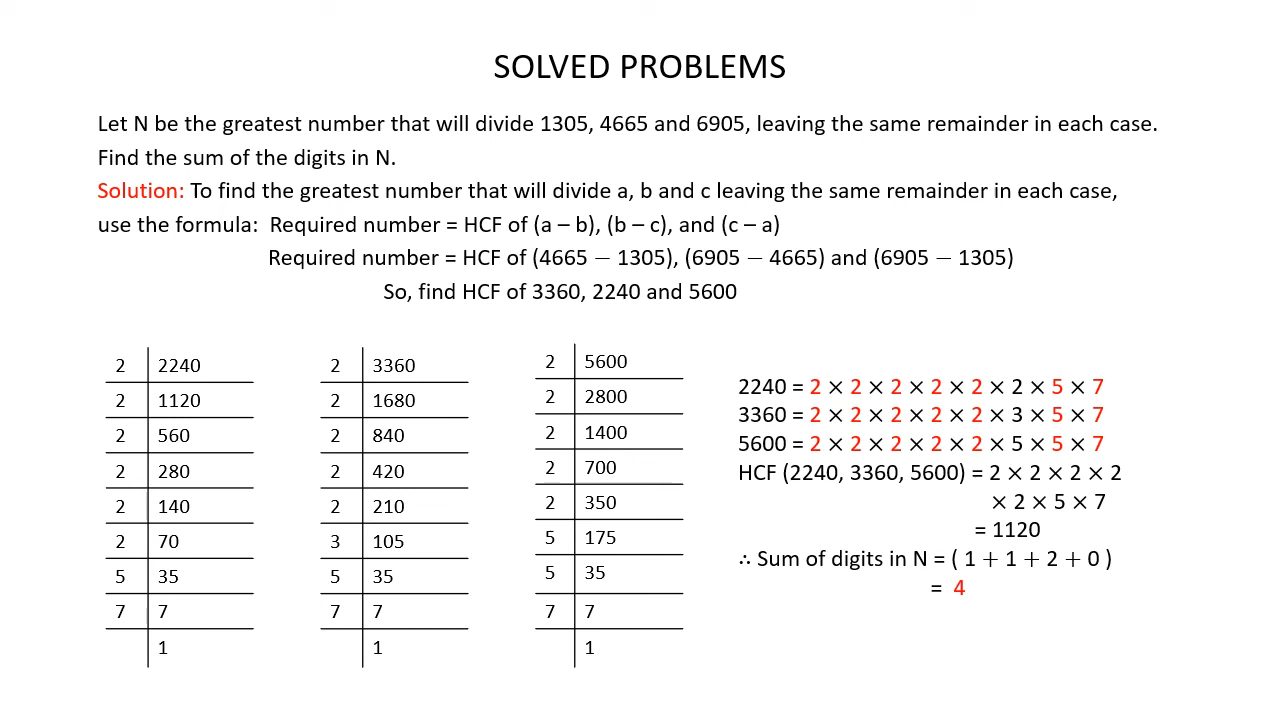 SOLVED PROBLEMS
Let N be the greatest number that will divide 1305, 4665 and 6905, leaving the same remainder in each case.
Find the sum of the digits in N.
Solution: To find the greatest number that will divide a, b and c leaving the same remainder in each case,
use the formula: Required number = HCF of (a – b), (b – c), and (c – a)
Required number = HCF of (4665 − 1305), (6905 − 4665) and (6905 − 1305)
So, find HCF of 3360, 2240 and 5600
2 2240
2 1120
2 560
2 280
2 140
2 70
5 35
7 7
1
2 3360
2 1680
2 840
2 420
2 210
3 105
5 35
7 7
1
2 5600
2 2800
2 1400
2 700
2 350
5 175
5 35
7 7
1
2240 = 2 × 2 × 2 × 2 × 2 × 2 × 5 × 7
3360 = 2 × 2 × 2 × 2 × 2 × 3 × 5 × 7
5600 = 2 × 2 × 2 × 2 × 2 × 5 × 5 × 7
HCF (2240, 3360, 5600) = 2 × 2 × 2 × 2
× 2 × 5 × 7
= 1120
∴ Sum of digits in N = ( 1 + 1 + 2 + 0 )
= 4